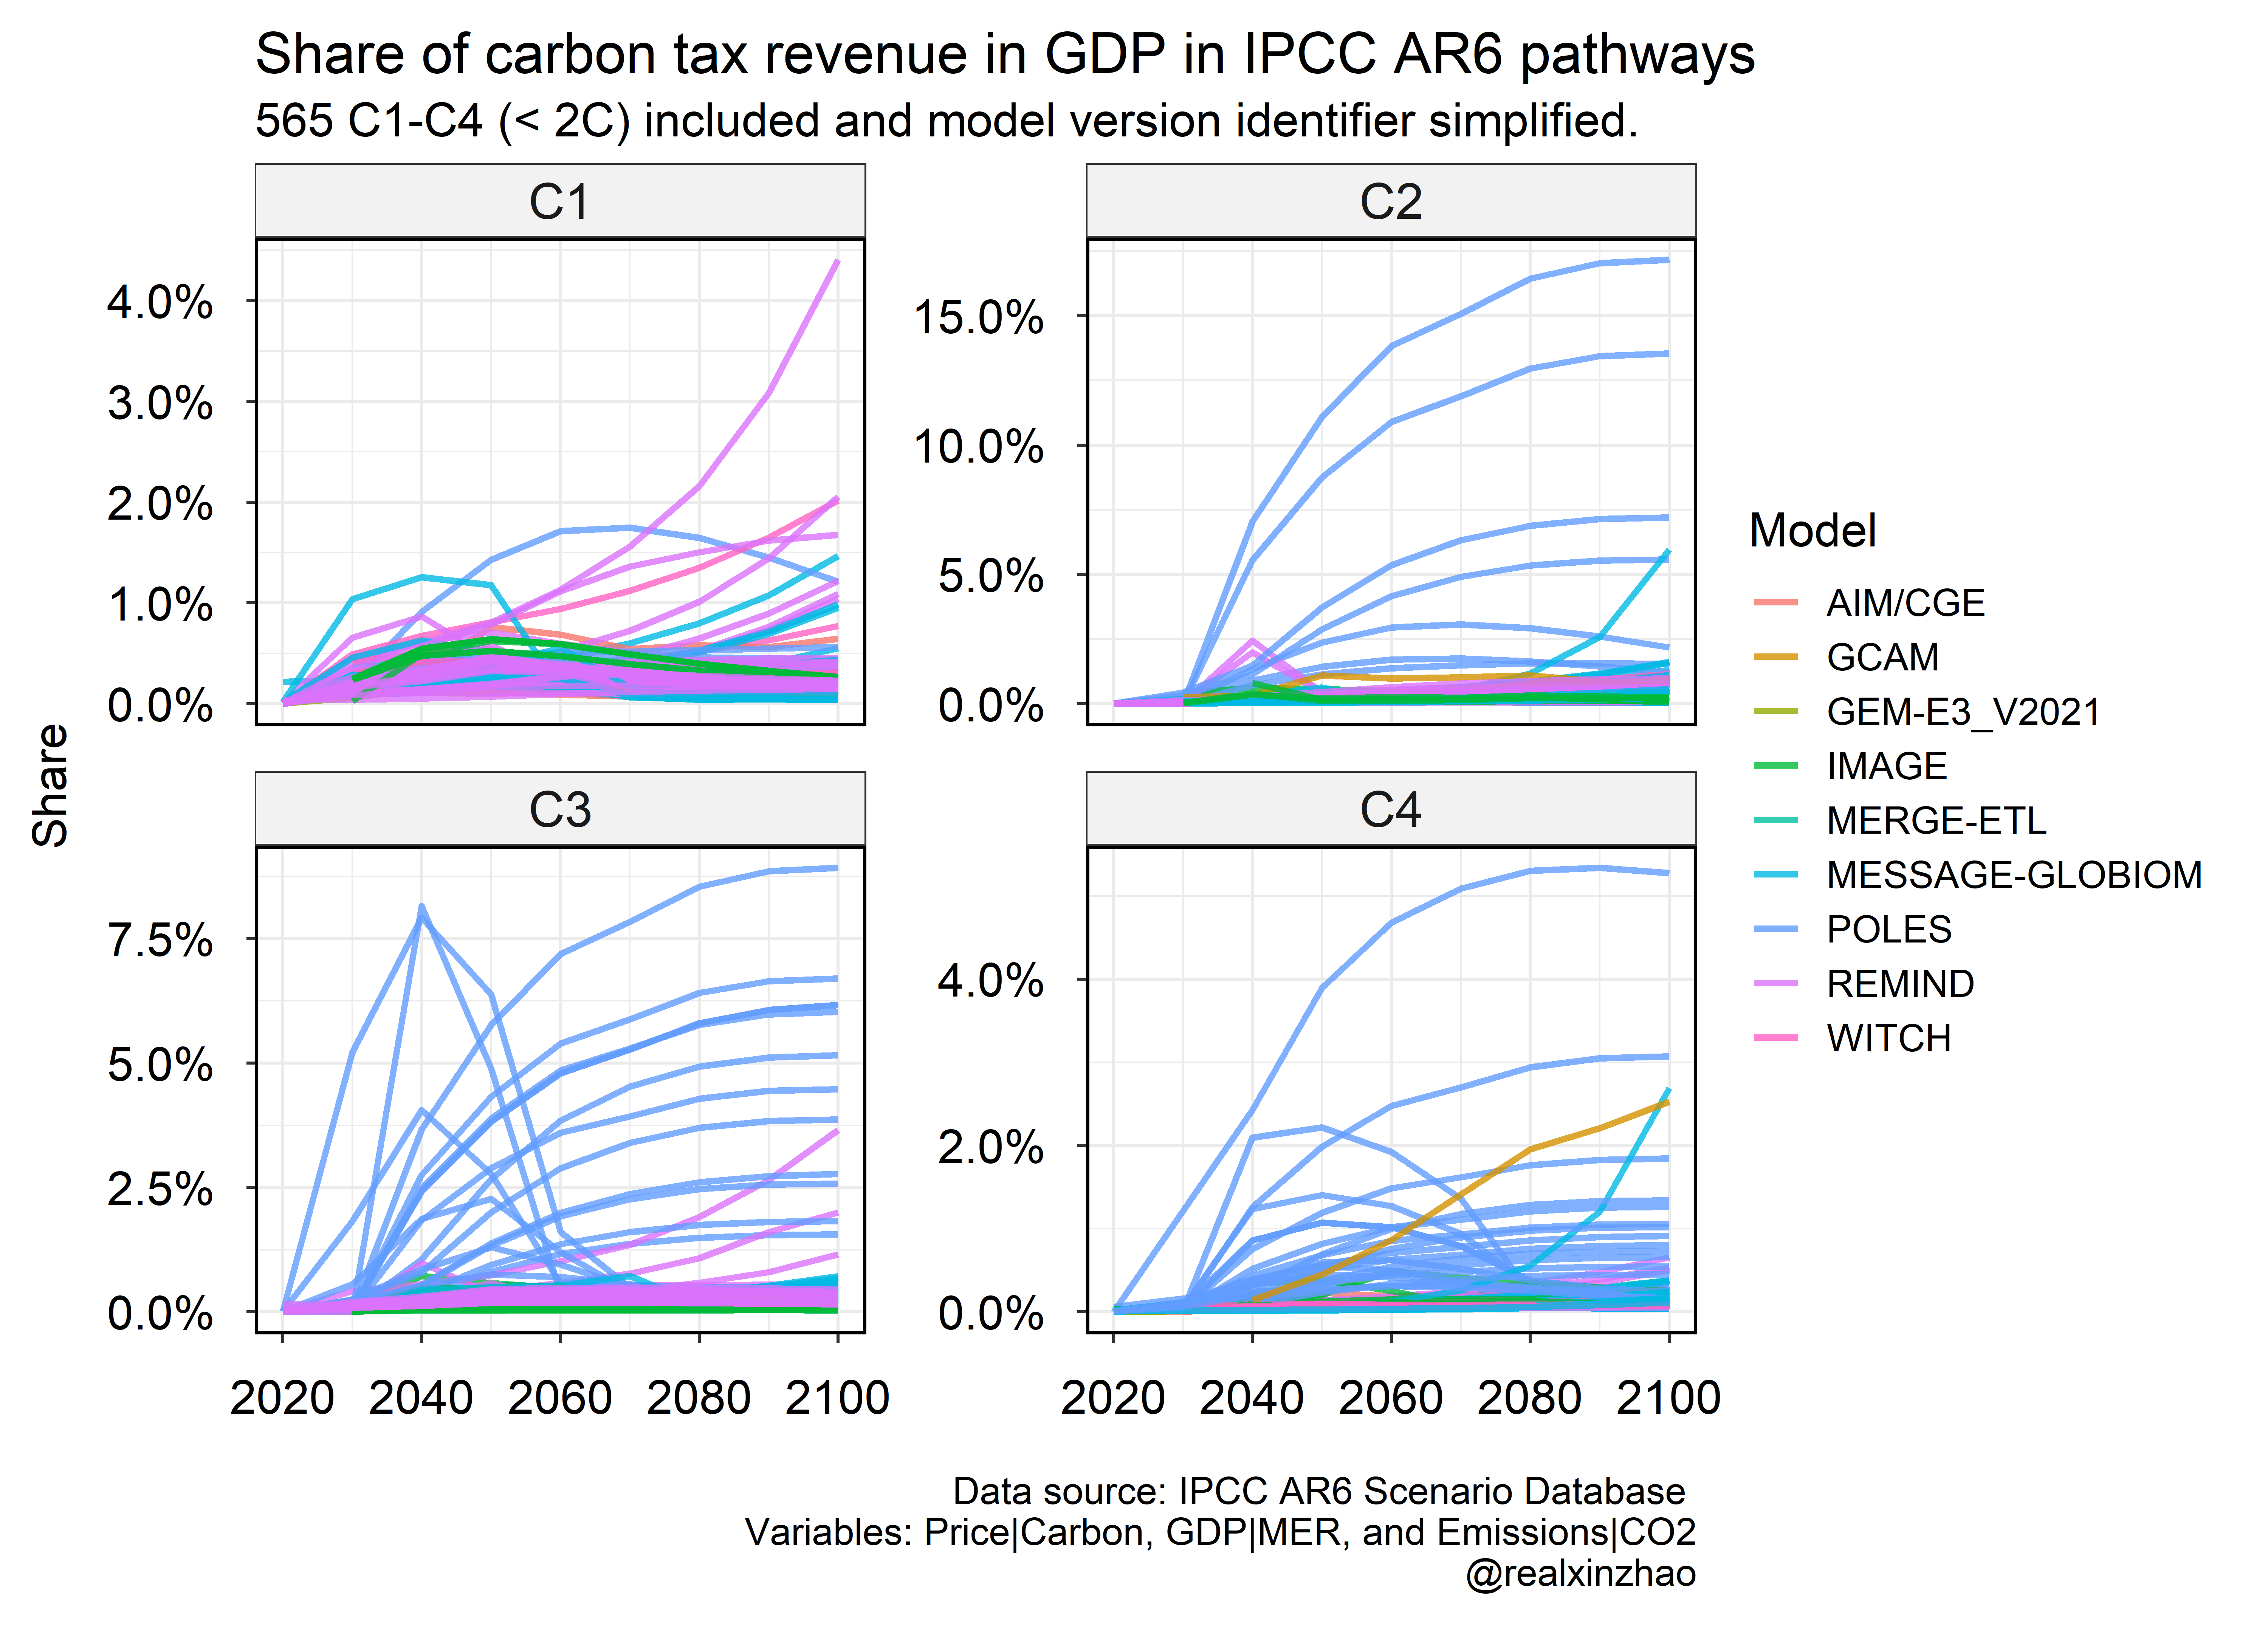 Share of carbon tax revenue in GDP in IPCC AR6 pathways
565 C1-C4 (< 2C) included and model version identifier simplified.
C1
C2
4.0%
3.0%
2.0%
1.0%
0.0%
15.0%
10.0%
5.0%
0.0%
Share
C3
C4
7.5%
5.0%
2.5%
0.0%
4.0%
2.0%
0.0%
2020 2040 2060 2080 2100
2020 2040 2060 2080 2100
Model
AIM/CGE
GCAM
GEM-E3_V2021
IMAGE
MERGE-ETL
MESSAGE-GLOBIOM
POLES
REMIND
WITCH
Data source: IPCC AR6 Scenario Database
Variables: Price|Carbon, GDP|MER, and Emissions|CO2
@realxinzhao